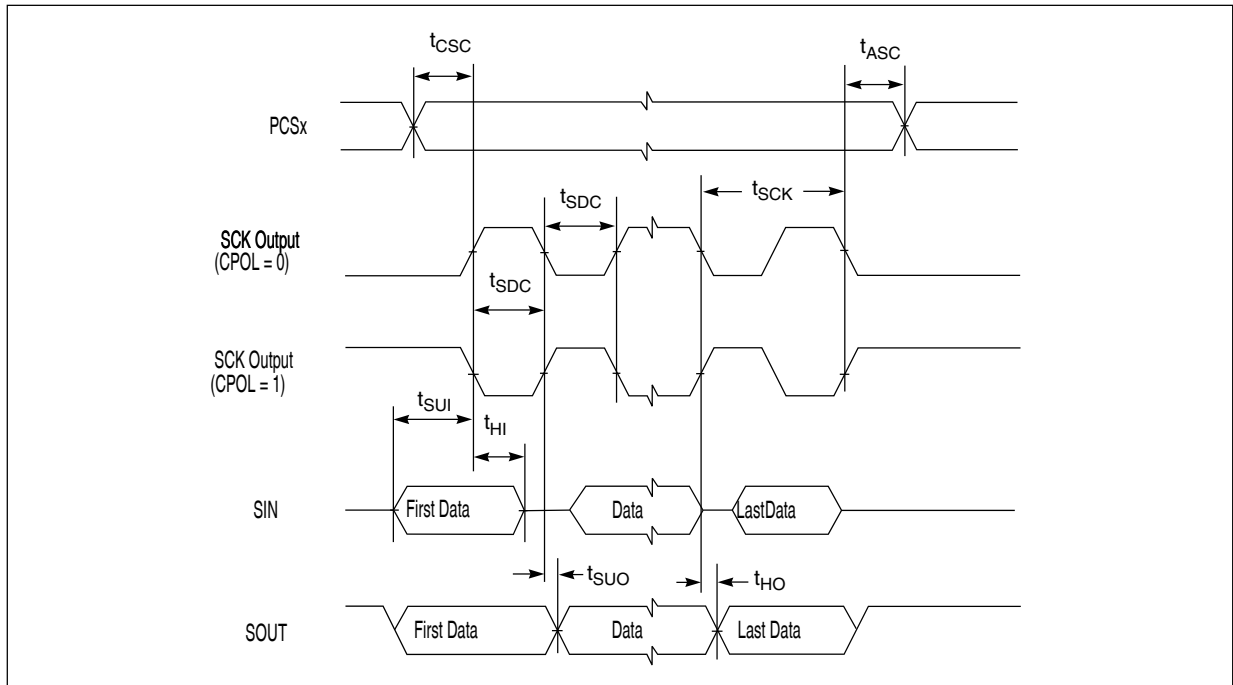 tCSC
tASC
PCSx
tSDC
tSCK
SCK Output
(CPOL = 0)
tSDC
SCK Output
(CPOL = 1)
tSUI
tHI
SIN
First Data
Data
LastData
tSUO
tHO
SOUT
First Data
Data
Last Data